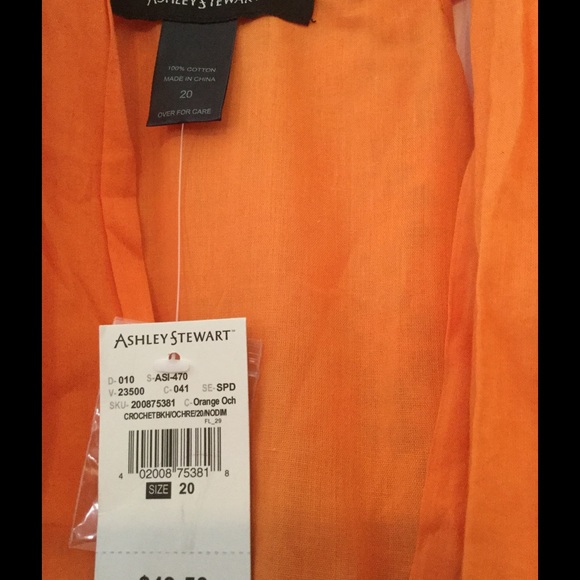 ASHLEY STEWART
100% COTTON
MADE IN CHINA
20
OVER FOR CARE
ASHLEY STEWART™
D- 010 S- ASI-470
V- 23500 C- 041 SE- SPD
SKU- 200875381 C- Orange Och
CROCHETBKH/OCHRE/20/NODIM
FL_29
4 02008 75381 8
SIZE 20